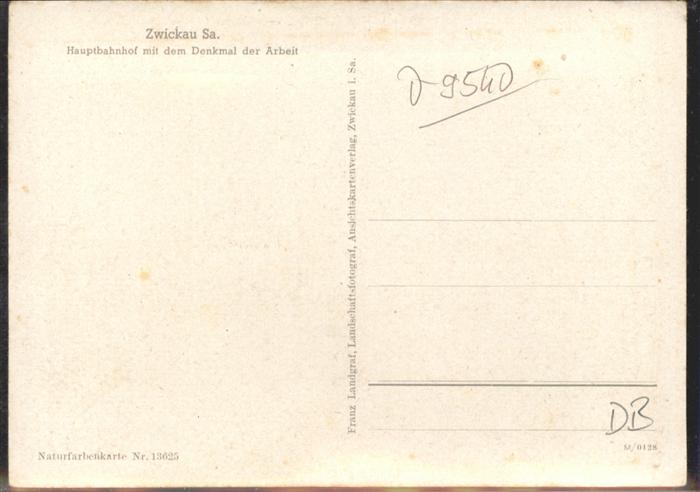 Zwickau Sa.
Hauptbahnhof mit dem Denkmal der Arbeit
Franz Landgraf, Landschaftsfotograf, Ansichtskartenverlag, Zwickau i. Sa.
D-9540
DB
Naturfarbenkarte Nr. 13625